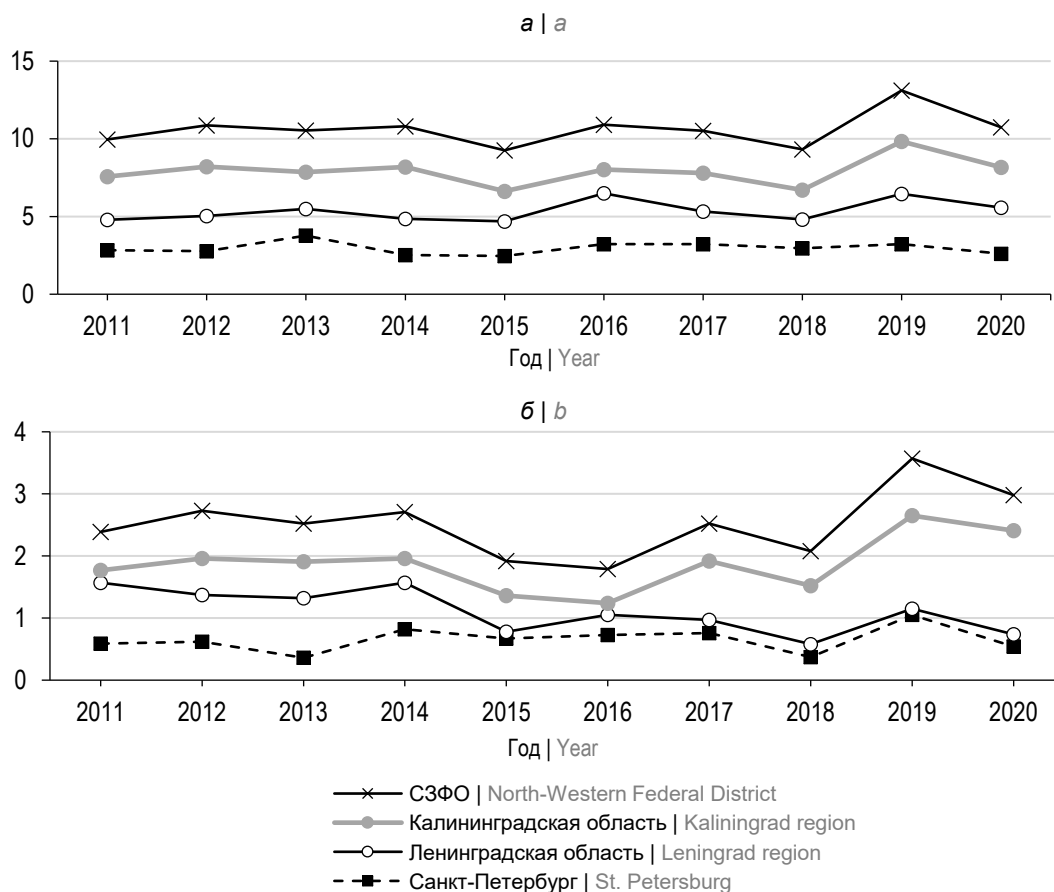 а | a
15
10
5
0
2011 2012 2013 2014 2015 2016 2017 2018 2019 2020
Год | Year
б | b
4
3
2
1
0
2011 2012 2013 2014 2015 2016 2017 2018 2019 2020
Год | Year
СЗФО | North-Western Federal District
Калининградская область | Kaliningrad region
Ленинградская область | Leningrad region
Санкт-Петербург | St. Petersburg